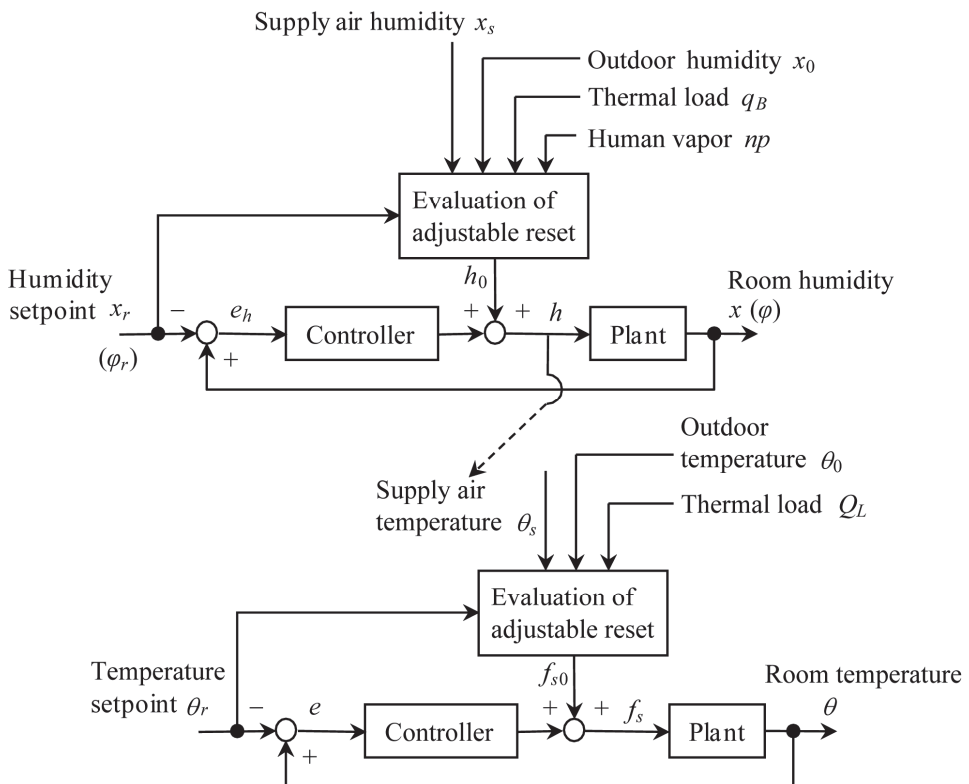 Supply air humidity x_s
Outdoor humidity x_0
Thermal load q_B
Human vapor np
Evaluation of
adjustable reset
h_0
Humidity
setpoint x_r
(φ_r)
− + e_h
Controller
+ + h
Plant
Room humidity
x (φ)
Outdoor
temperature θ_0
Supply air
temperature θ_s
Thermal load Q_L
Evaluation of
adjustable reset
f_{s0}
Temperature
setpoint θ_r
− + e
Controller
+ + f_s
Plant
Room temperature
θ